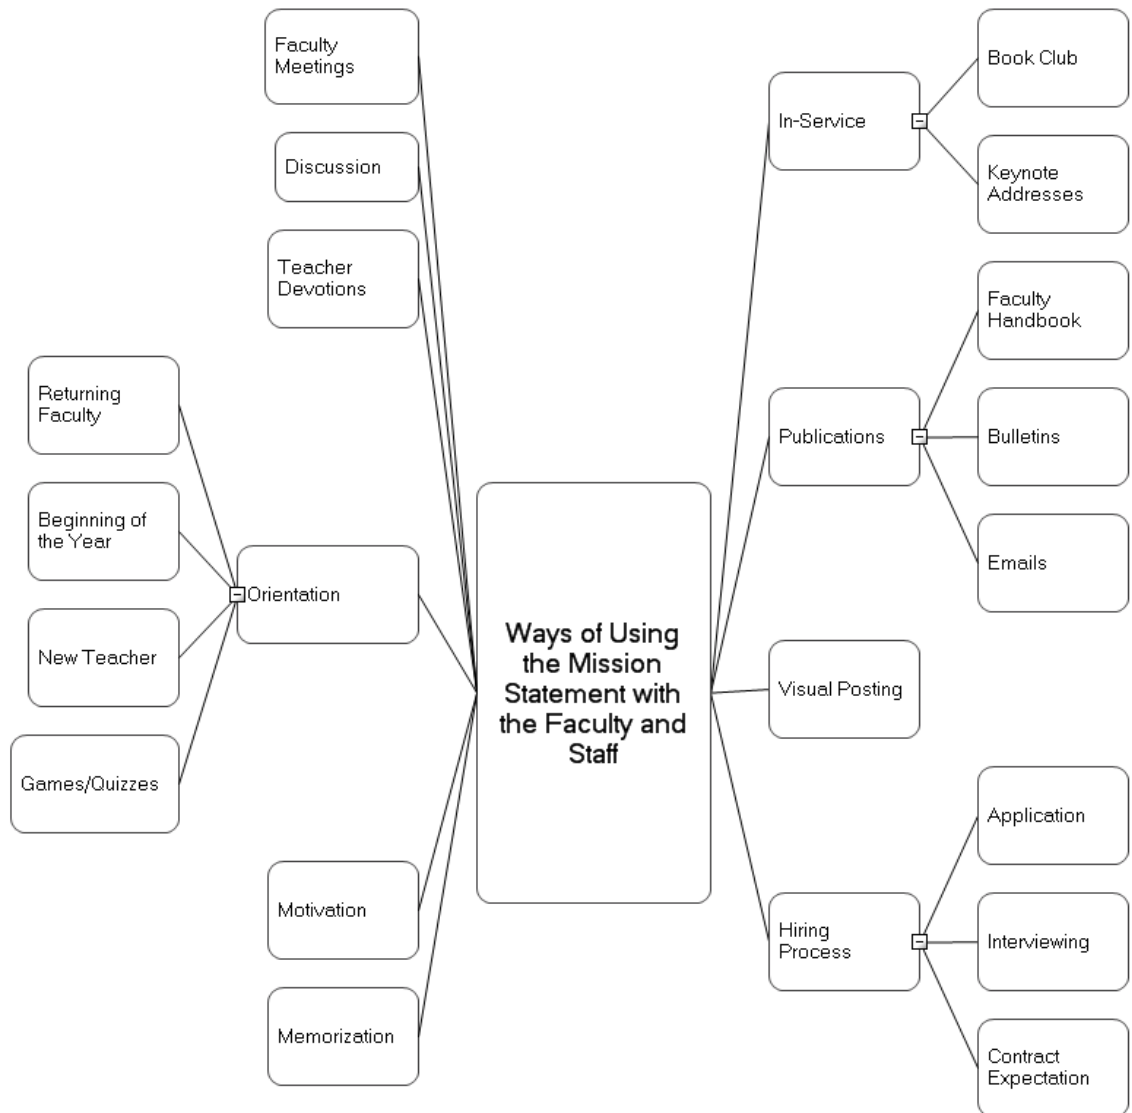 Faculty
Meetings
Discussion
Teacher
Devotions
Returning
Faculty
Beginning of
the Year
New Teacher
Games/Quizzes
Orientation
Motivation
Memorization
Ways of Using
the Mission
Statement with
the Faculty and
Staff
In-Service
Book Club
Keynote
Addresses
Publications
Faculty
Handbook
Bulletins
Emails
Visual Posting
Hiring
Process
Application
Interviewing
Contract
Expectation